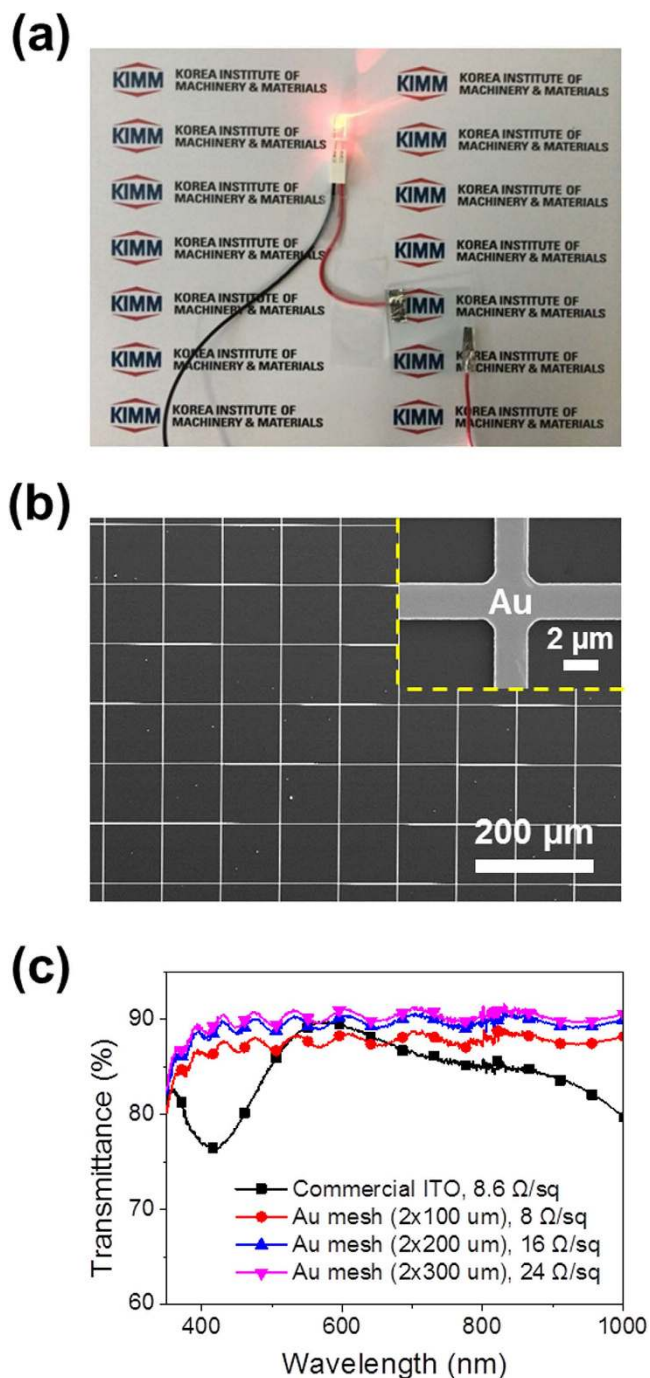 (a)
KIMM KOREA INSTITUTE OF
MACHINERY & MATERIALS
KIMM KOREA INSTITUTE OF
MACHINERY & MATERIALS
KIMM KOREA INSTITUTE OF
MACHINERY & MATERIALS
KIMM KOREA INSTITUTE OF
MACHINERY & MATERIALS
KIMM KOREA INSTITUTE OF
MACHINERY & MATERIALS
KIMM KOREA INSTITUTE OF
MACHINERY & MATERIALS
KIMM KOREA INSTITUTE OF
MACHINERY & MATERIALS
KIMM KOREA INSTITUTE OF
MACHINERY & MATERIALS
KIMM KOREA INSTITUTE OF
MACHINERY & MATERIALS
KIMM KOREA INSTITUTE OF
MACHINERY & MATERIALS
KIMM KOREA INSTITUTE OF
MACHINERY & MATERIALS
KIMM KOREA INSTITUTE OF
MACHINERY & MATERIALS
KIMM KOREA INSTITUTE OF
MACHINERY & MATERIALS
KIMM KOREA INSTITUTE OF
MACHINERY & MATERIALS
(b)
Au
2 μm
200 μm
(c)
Transmittance (%)
90
80
70
60
Commercial ITO, 8.6 Ω/sq
Au mesh (2x100 um), 8 Ω/sq
Au mesh (2x200 um), 16 Ω/sq
Au mesh (2x300 um), 24 Ω/sq
400 600 800 1000
Wavelength (nm)